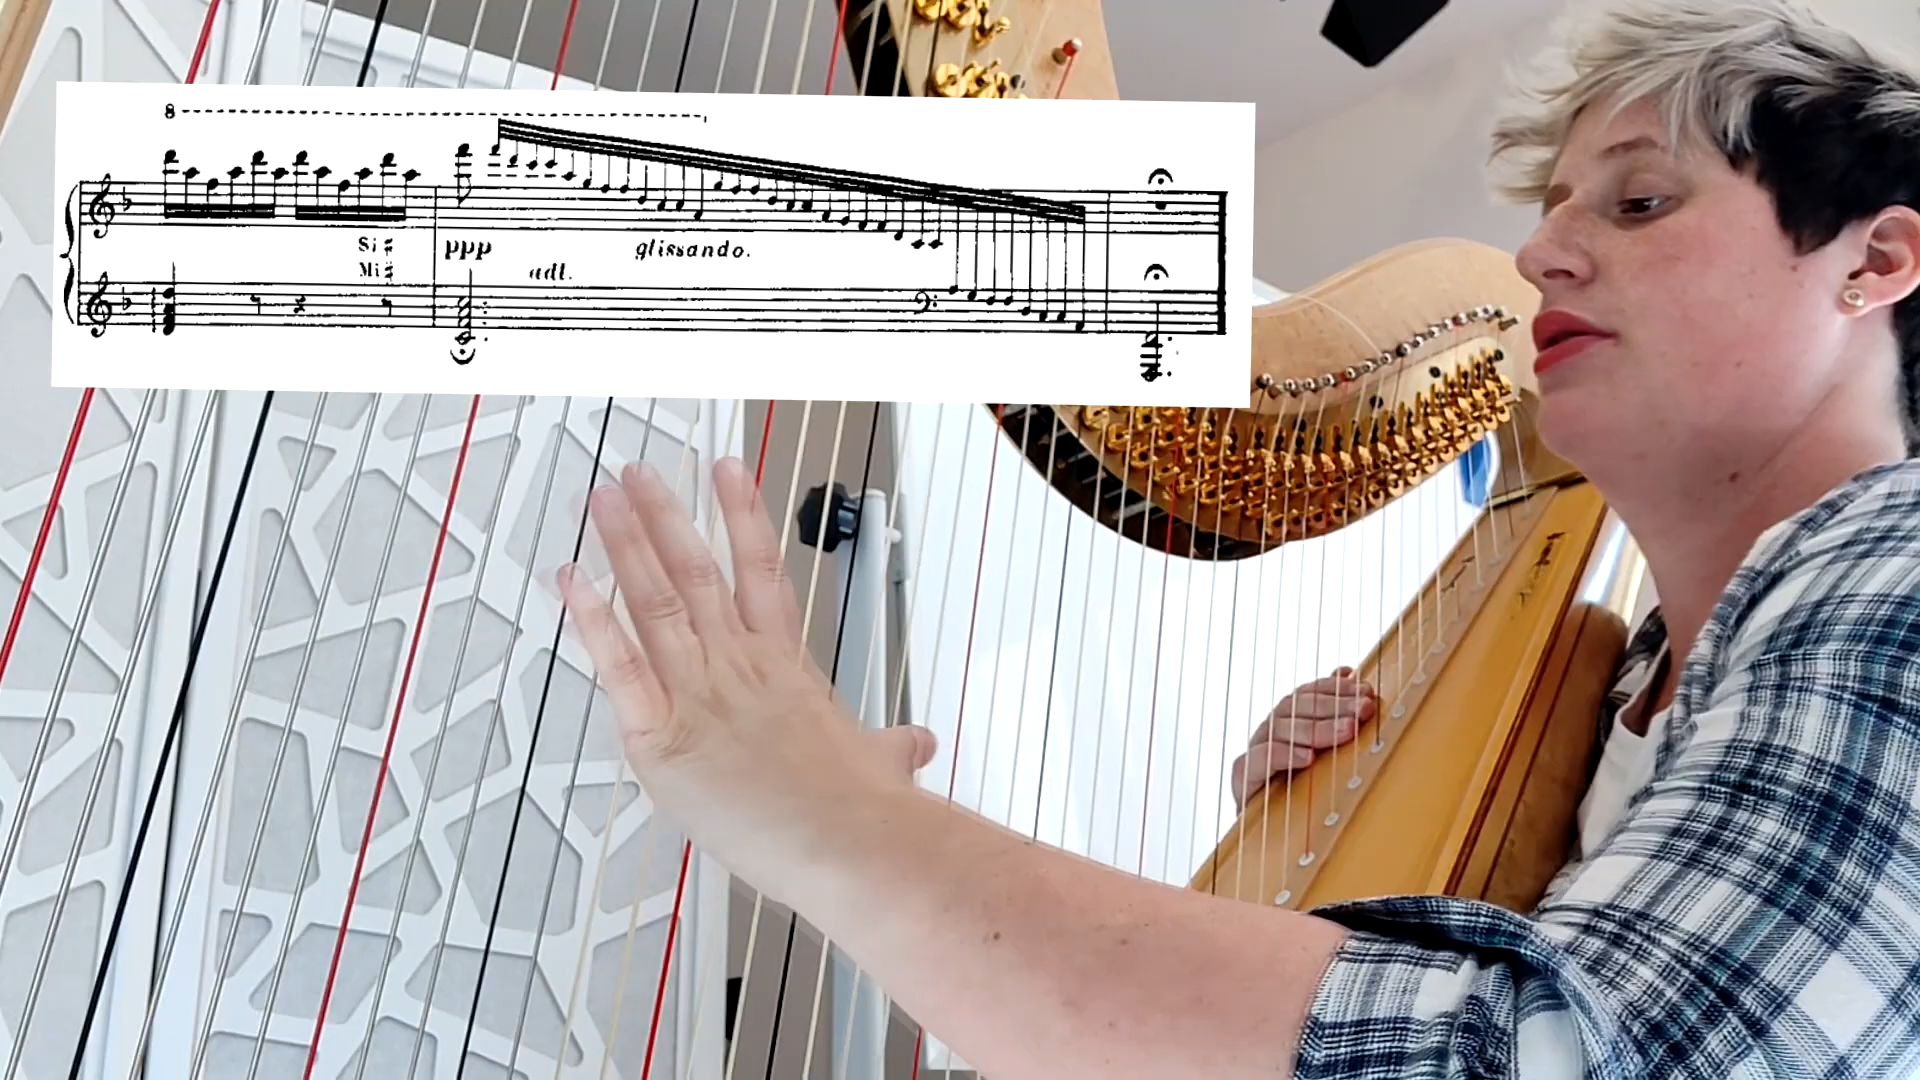 8
Si♯
Mi♮
ppp
glissando.
adl.